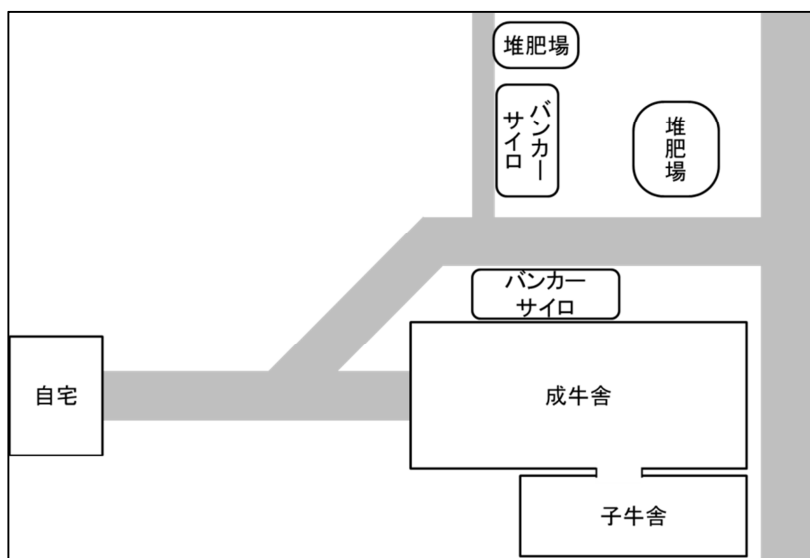 堆肥場
バンカー
サイロ
堆肥場
バンカー
サイロ
自宅
成牛舎
子牛舎